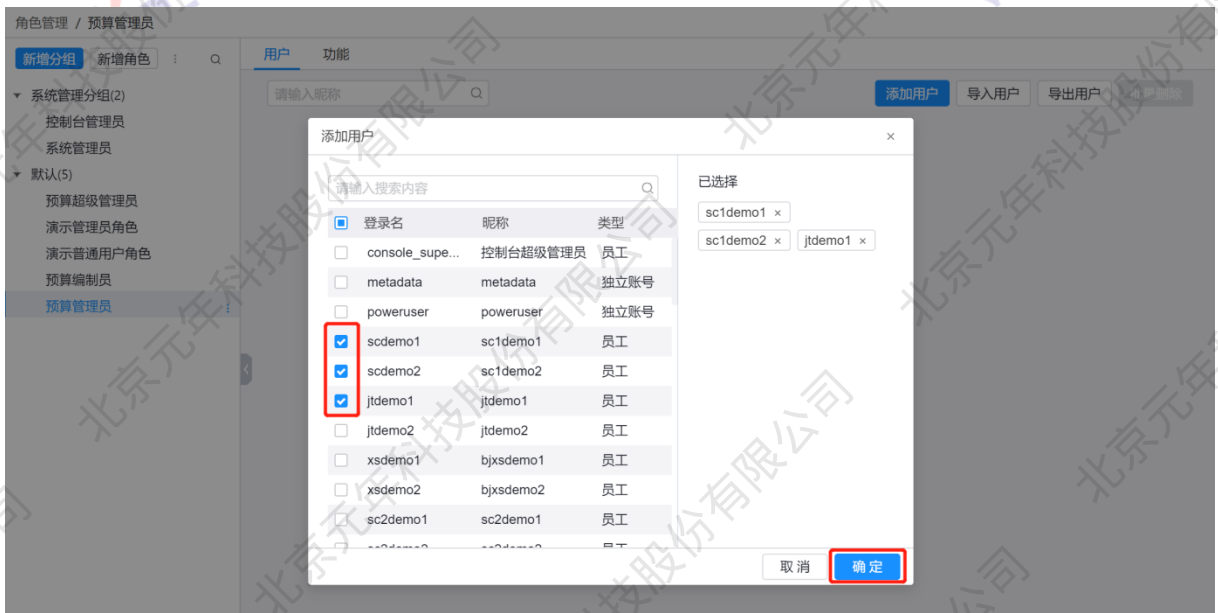 角色管理 / 预算管理员
新增分组 新增角色
用户 功能
请输入昵称
添加用户 导入用户 导出用户
系统管理分组(2)
控制台管理员
系统管理员
默认(5)
预算超级管理员
演示管理员角色
演示普通用户角色
预算编制员
预算管理员
添加用户 ×
请输入搜索内容
登录名 昵称 类型
console_supe... 控制台超级管理员 员工
metadata metadata 独立账号
poweruser poweruser 独立账号
scdemo1 sc1demo1 员工
scdemo2 sc1demo2 员工
jtdemo1 jtdemo1 员工
jtdemo2 jtdemo2 员工
xsdemo1 bjxsdemo1 员工
xsdemo2 bjxsdemo2 员工
sc2demo1 sc2demo1 员工
已选择
sc1demo1 ×
sc1demo2 × jtdemo1 ×
取消 确定
北京元年科技股份有限公司